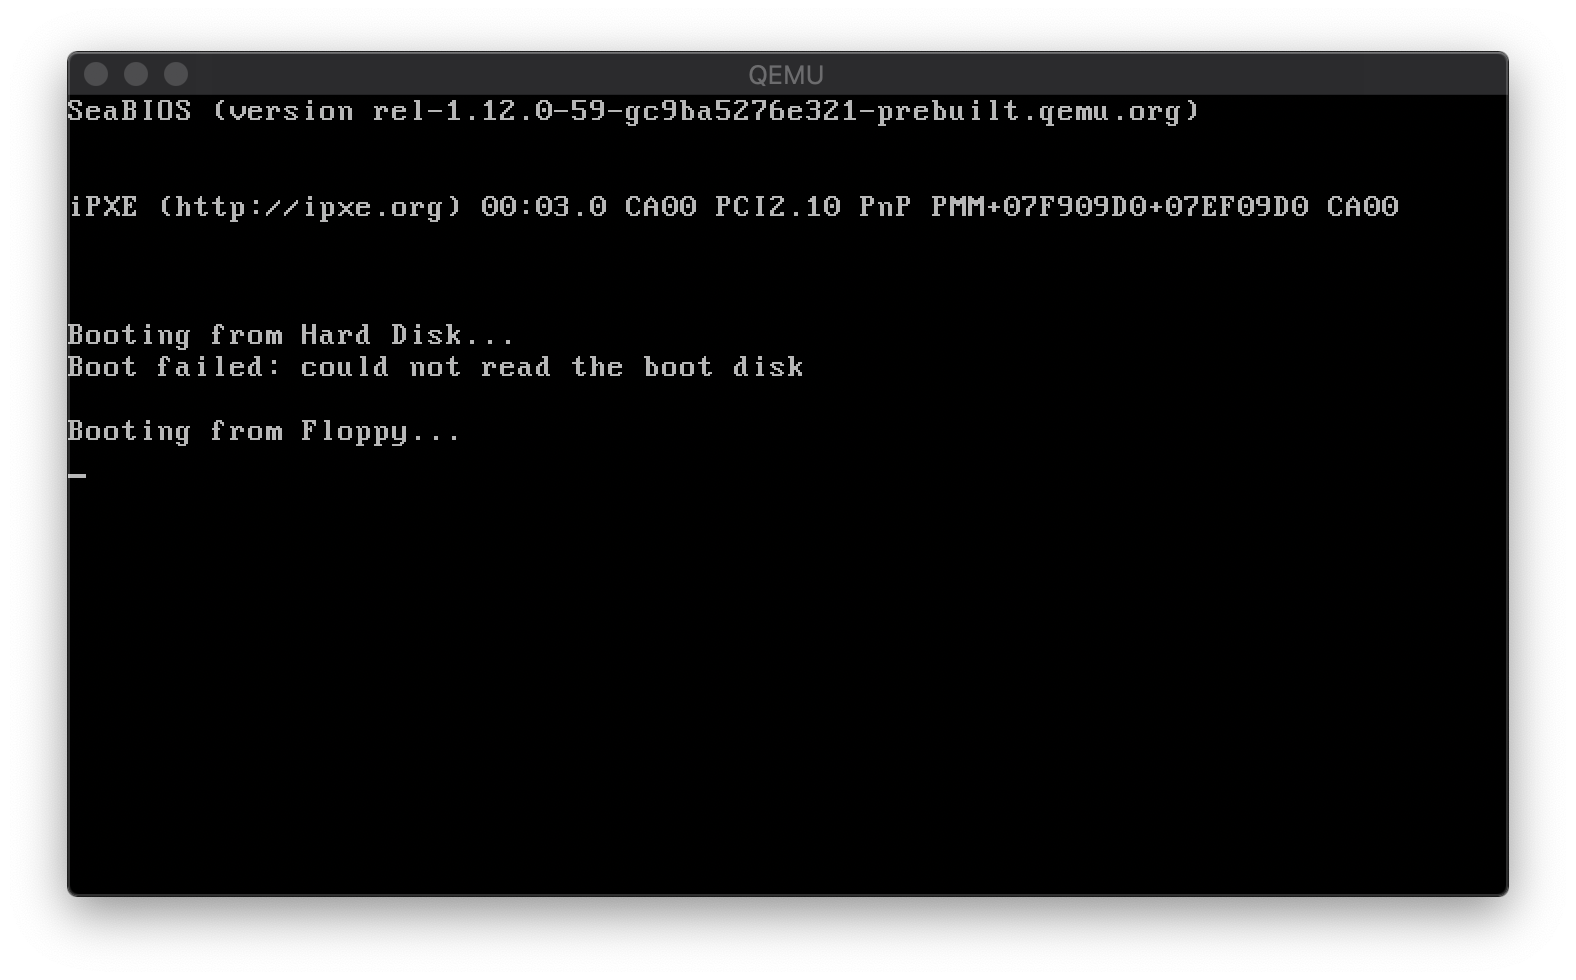 QEMU
SeaBIOS (version rel-1.12.0-59-gc9ba5276e321-prebuilt.qemu.org)
iPXE (http://ipxe.org) 00:03.0 CA00 PCI2.10 PnP PMM+07F909D0+07EF09D0 CA00
Booting from Hard Disk...
Boot failed: could not read the boot disk
Booting from Floppy...
_